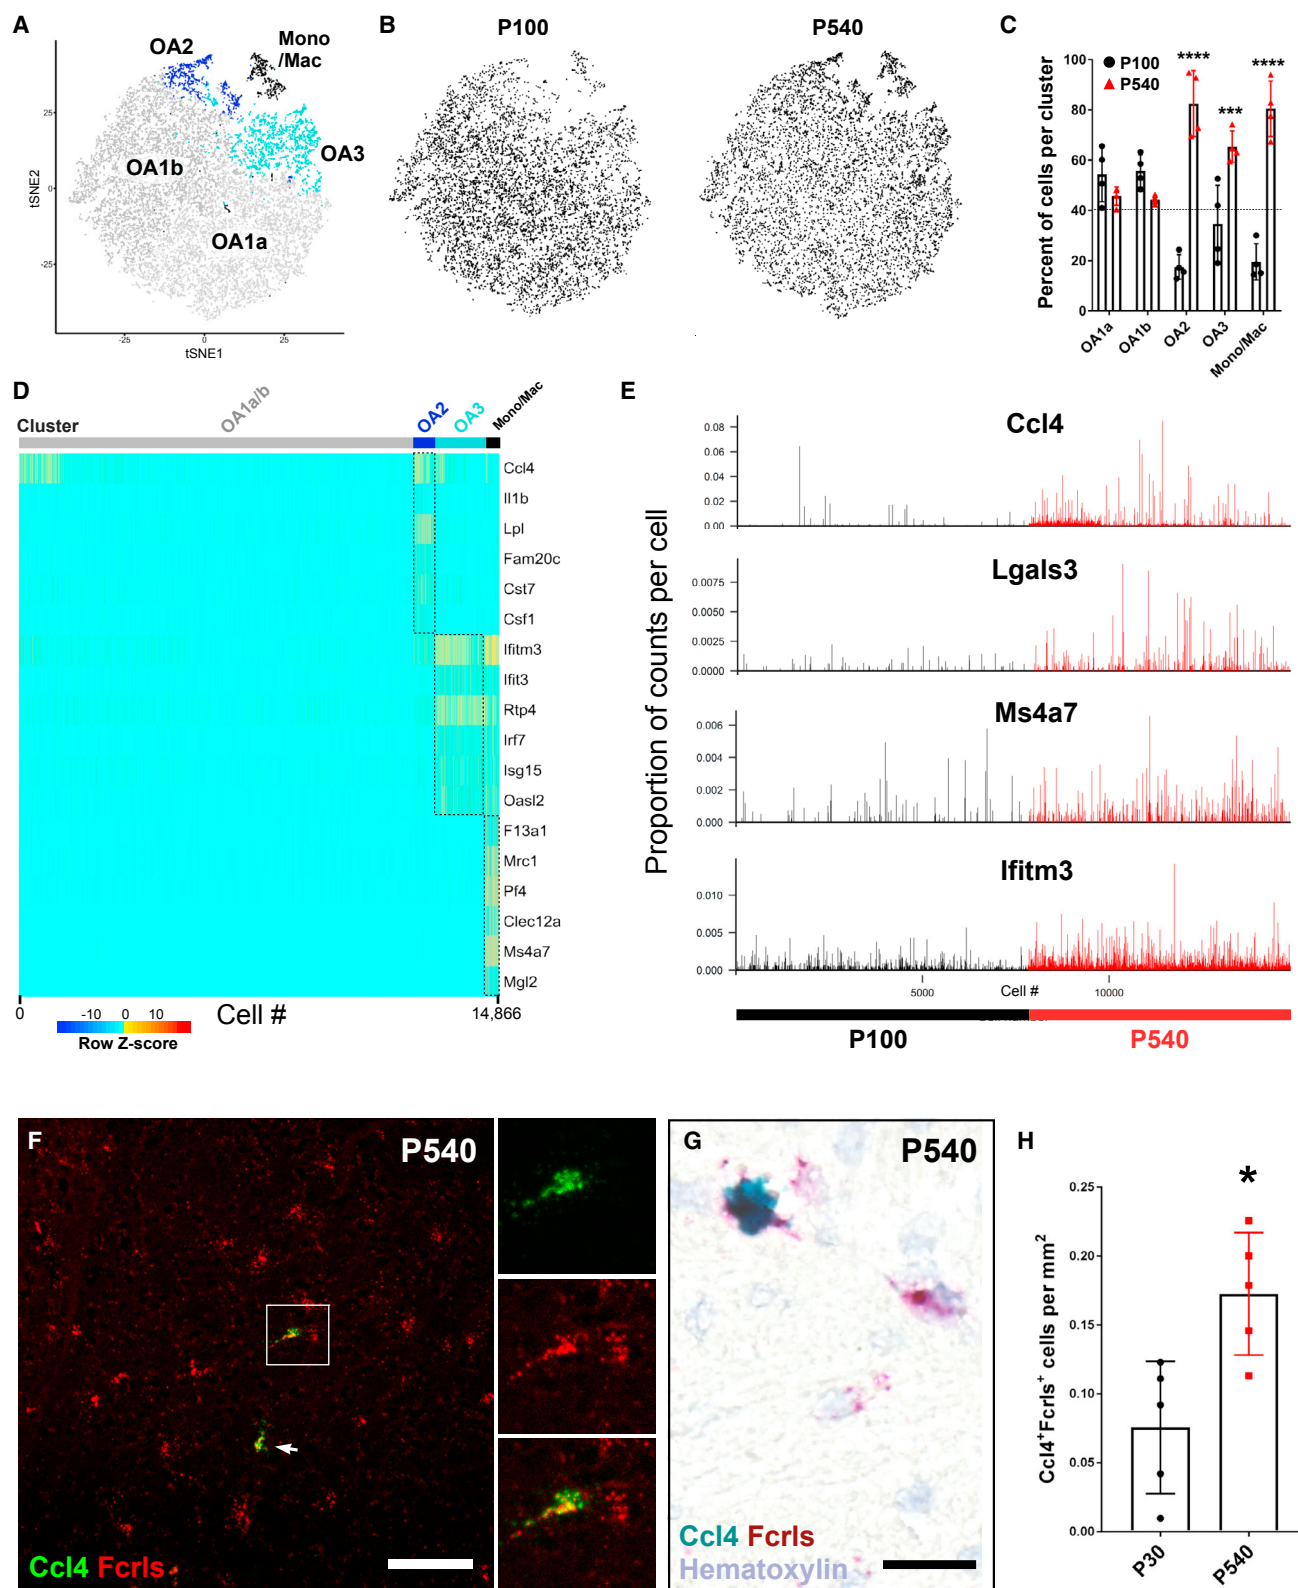 A
OA2
Mono
/Mac
OA3
OA1b
OA1a
tSNE2
25
0
-25
-25
0
25
tSNE1
B
P100
P540
C
P100
P540
****
***
****
Percent of cells per cluster
100
80
60
40
20
0
OA1a
OA1b
OA2
OA3
Mono/Mac
D
Cluster
OA1a/b
OA2
OA3
Mono/Mac
Ccl4
Il1b
Lpl
Fam20c
Cst7
Csf1
Ifitm3
Ifit3
Rtp4
Irf7
Isg15
Oasl2
F13a1
Mrc1
Pf4
Clec12a
Ms4a7
Mgl2
0
Cell #
14,866
-10
0
10
Row Z-score
E
Proportion of counts per cell
Ccl4
0.08
0.06
0.04
0.02
0.00
Lgals3
0.0075
0.0050
0.0025
0.0000
Ms4a7
0.006
0.004
0.002
0.000
Ifitm3
0.010
0.005
0.000
5000
Cell #
10000
P100
P540
F
P540
Ccl4 Fcrls
G
P540
Ccl4 Fcrls
Hematoxylin
H
*
Ccl4+Fcrls+ cells per mm2
0.25
0.20
0.15
0.10
0.05
0.00
P30
P540